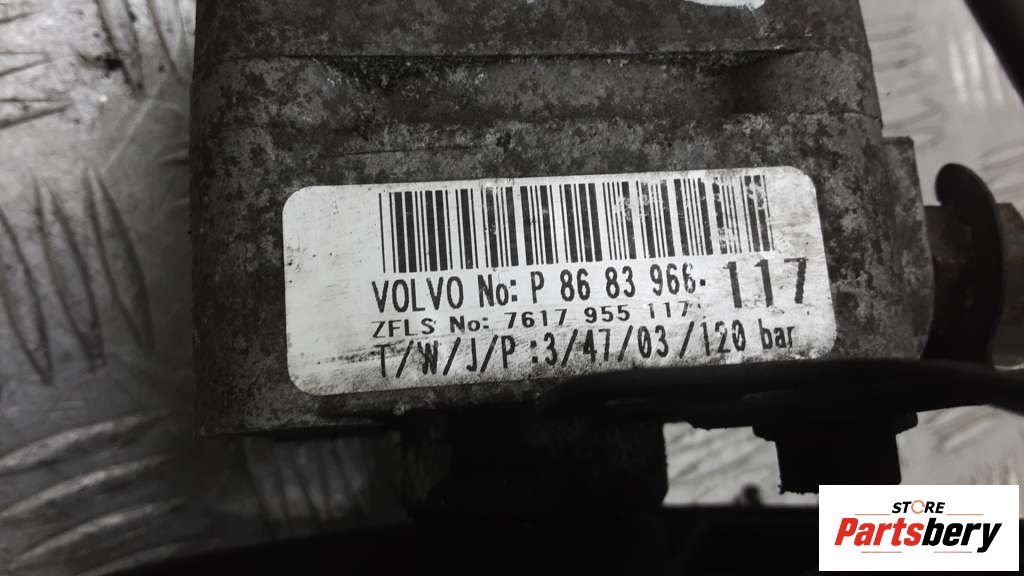 VOLVO No: P 86 83 966- 117
ZFLS No: 7617 955 117
T/W/J/P :3/47/03/120 bar
STORE
Partsbery